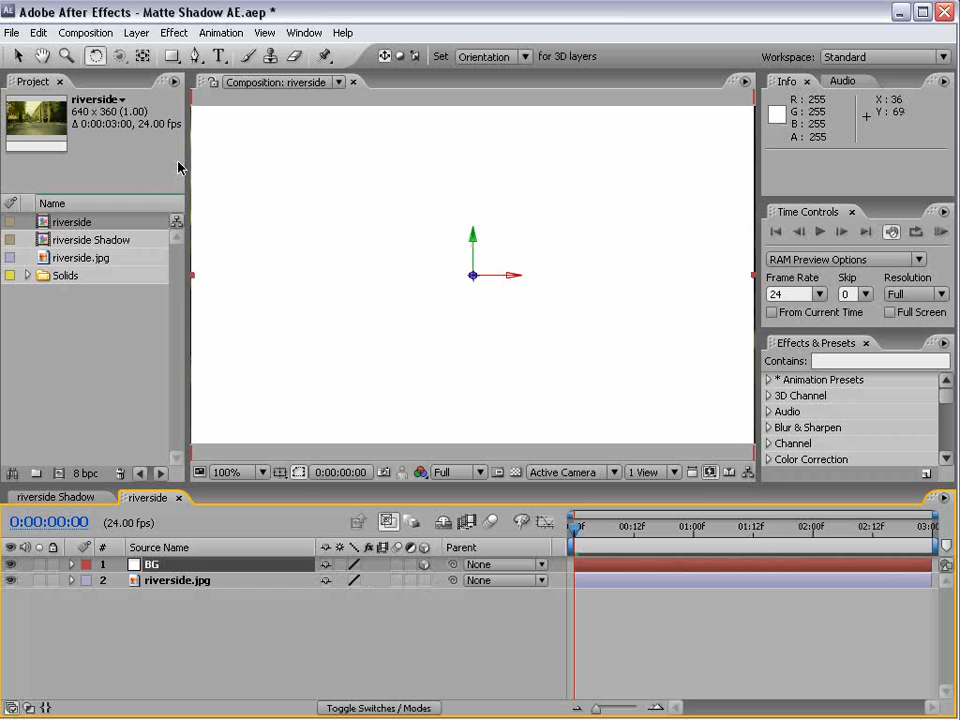 Adobe After Effects - Matte Shadow AE.aep *
File Edit Composition Layer Effect Animation View Window Help
Set Orientation for 3D layers Workspace: Standard
Project Composition: riverside Info Audio
riverside
640 x 360 (1.00)
Δ 0:00:03:00, 24.00 fps
R : 255 X : 36
G : 255 Y : 69
B : 255
A : 255
Name
riverside
riverside Shadow
riverside.jpg
Solids
Time Controls
RAM Preview Options
Frame Rate Skip Resolution
24 0 Full
From Current Time Full Screen
Effects & Presets
Contains:
* Animation Presets
3D Channel
Audio
Blur & Sharpen
Channel
Color Correction
8 bpc 100% 0:00:00:00 Full Active Camera 1 View
riverside Shadow riverside
0:00:00:00 (24.00 fps)
00:12F 01:00F 01:12F 02:00F 02:12F
# Source Name Parent
1 BG None
2 riverside.jpg None
Toggle Switches / Modes